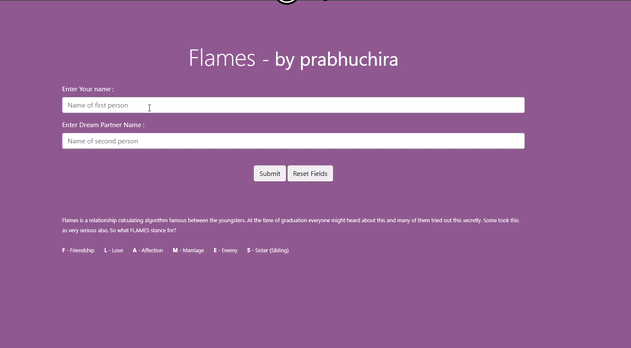 Flames - by prabhuchira
Enter Your name :
Name of first person
Enter Dream Partner Name :
Name of second person
Submit Reset Fields
Flames is a relationship calculating algorithm famous between the youngsters. At the time of graduation everyone might heard about this and many of them tried out this secretly. Some took this
as very serious also. So what FLAMES stance for?
F - Friendship L - Love A - Affection M - Marriage E - Enemy S - Sister (Sibling)